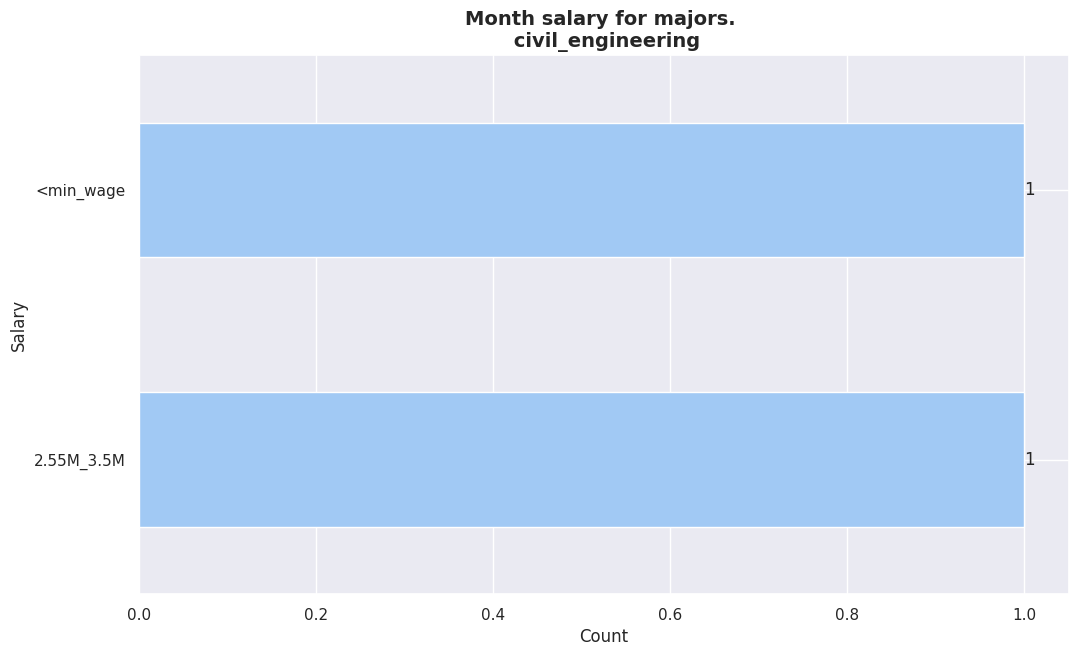 Month salary for majors.
civil_engineering
<min_wage
1
Salary
2.55M_3.5M
1
0.0 0.2 0.4 0.6 0.8 1.0
Count